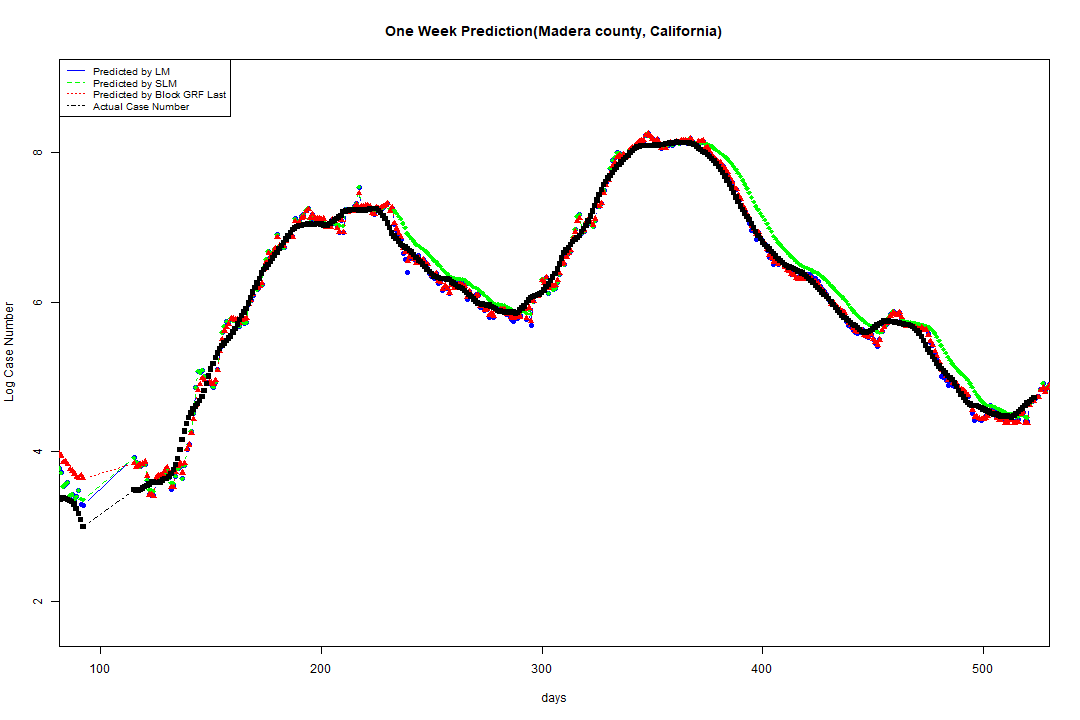 One Week Prediction(Madera county, California)
Predicted by LM
Predicted by SLM
Predicted by Block GRF Last
Actual Case Number
8
6
4
2
Log Case Number
100 200 300 400 500
days